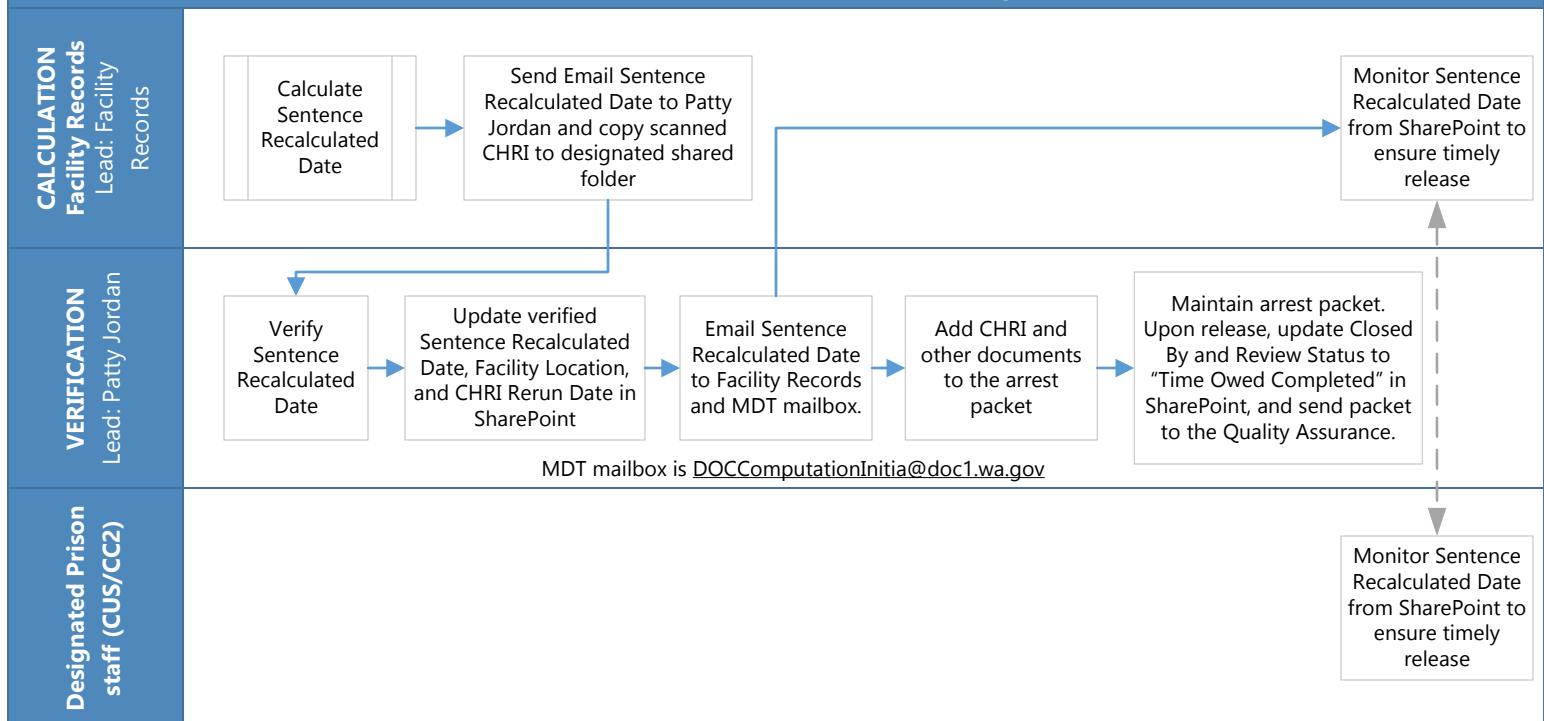 CALCULATION
Facility Records
Lead: Facility
Records
Calculate
Sentence
Recalculated
Date
Send Email Sentence
Recalculated Date to Patty
Jordan and copy scanned
CHRI to designated shared
folder
Monitor Sentence
Recalculated Date
from SharePoint to
ensure timely
release
VERIFICATION
Lead: Patty Jordan
Verify
Sentence
Recalculated
Date
Update verified
Sentence Recalculated
Date, Facility Location,
and CHRI Rerun Date in
SharePoint
Email Sentence
Recalculated Date
to Facility Records
and MDT mailbox.
Add CHRI and
other documents
to the arrest
packet
Maintain arrest packet.
Upon release, update Closed
By and Review Status to
“Time Owed Completed” in
SharePoint, and send packet
to the Quality Assurance.
MDT mailbox is DOCComputationInitia@doc1.wa.gov
Designated Prison
staff (CUS/CC2)
Monitor Sentence
Recalculated Date
from SharePoint to
ensure timely
release